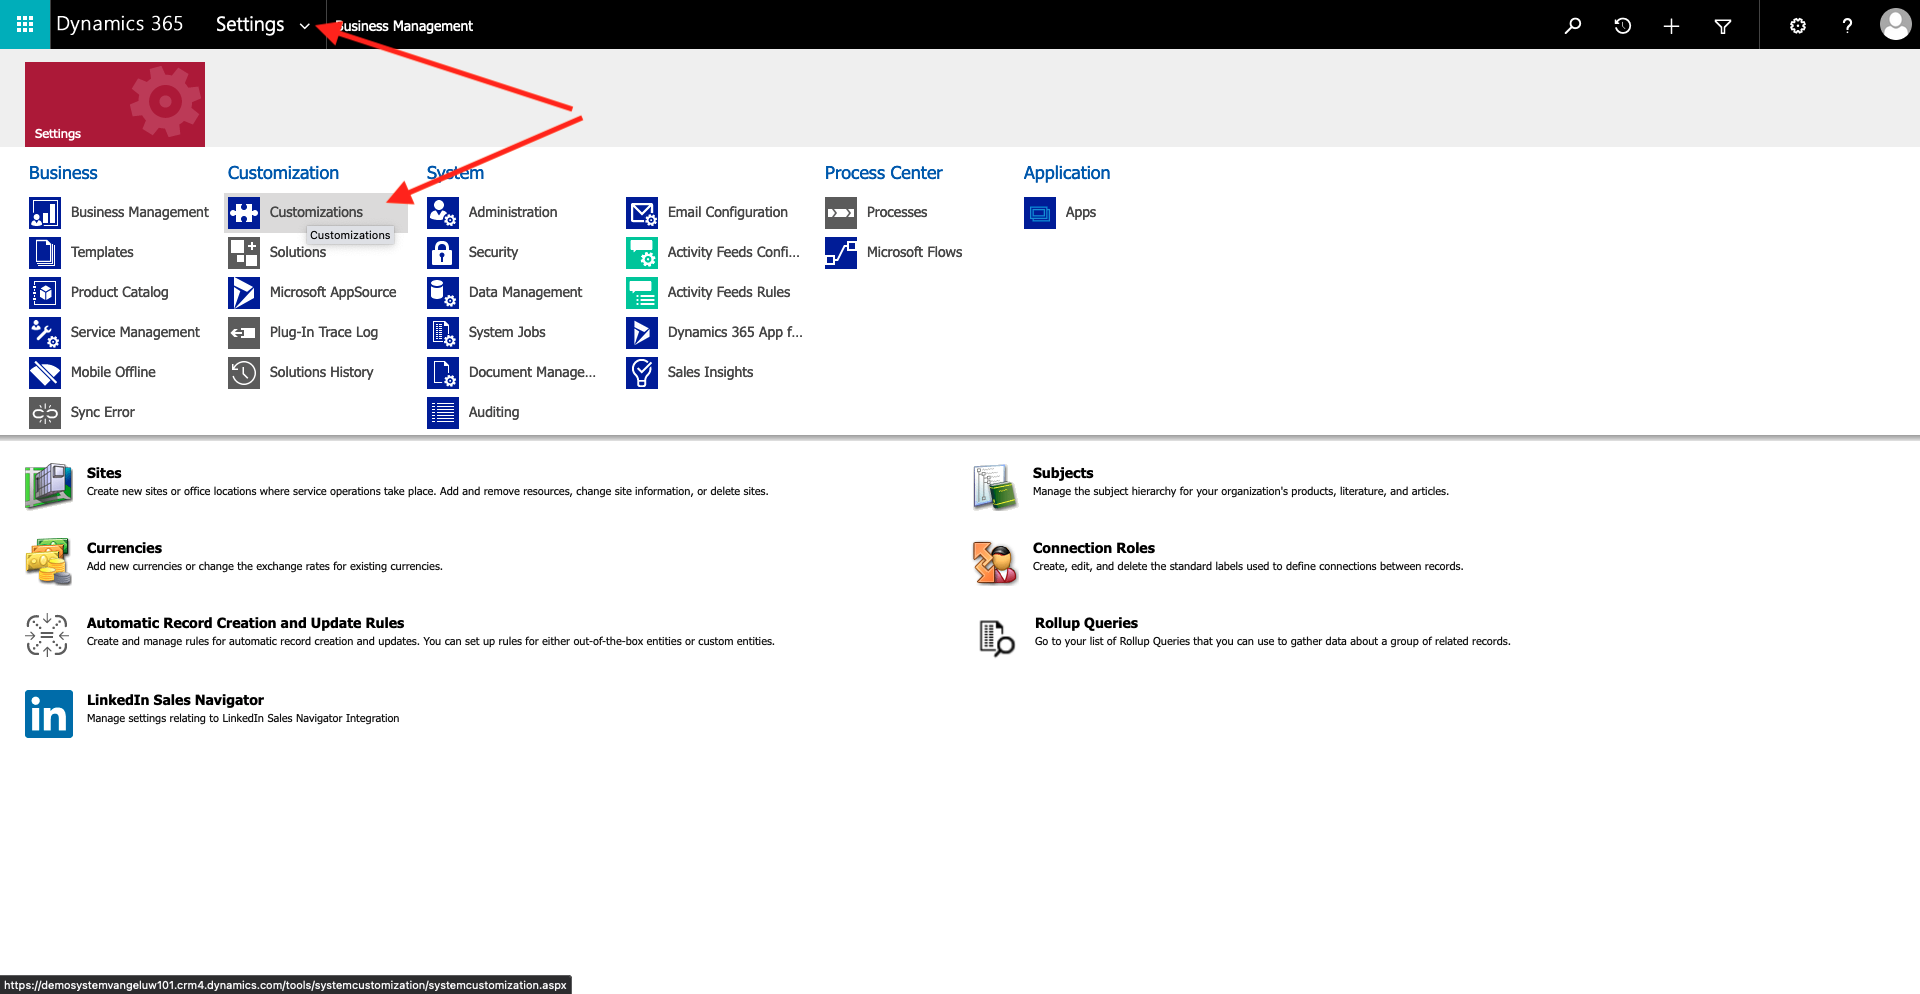 Dynamics 365 Settings Business Management
Settings
Business
Business Management
Templates
Product Catalog
Service Management
Mobile Offline
Sync Error
Customization
Customizations
Customizations
Solutions
Microsoft AppSource
Plug-In Trace Log
Solutions History
System
Administration
Security
Data Management
System Jobs
Document Manage...
Auditing
Email Configuration
Activity Feeds Confi...
Activity Feeds Rules
Dynamics 365 App f...
Sales Insights
Process Center
Processes
Microsoft Flows
Application
Apps
Sites
Create new sites or office locations where service operations take place. Add and remove resources, change site information, or delete sites.
Subjects
Manage the subject hierarchy for your organization's products, literature, and articles.
Currencies
Add new currencies or change the exchange rates for existing currencies.
Connection Roles
Create, edit, and delete the standard labels used to define connections between records.
Automatic Record Creation and Update Rules
Create and manage rules for automatic record creation and updates. You can set up rules for either out-of-the-box entities or custom entities.
Rollup Queries
Go to your list of Rollup Queries that you can use to gather data about a group of related records.
in
LinkedIn Sales Navigator
Manage settings relating to LinkedIn Sales Navigator Integration
https://demosystemvangeluw101.crm4.dynamics.com/tools/systemcustomization/systemcustomization.aspx